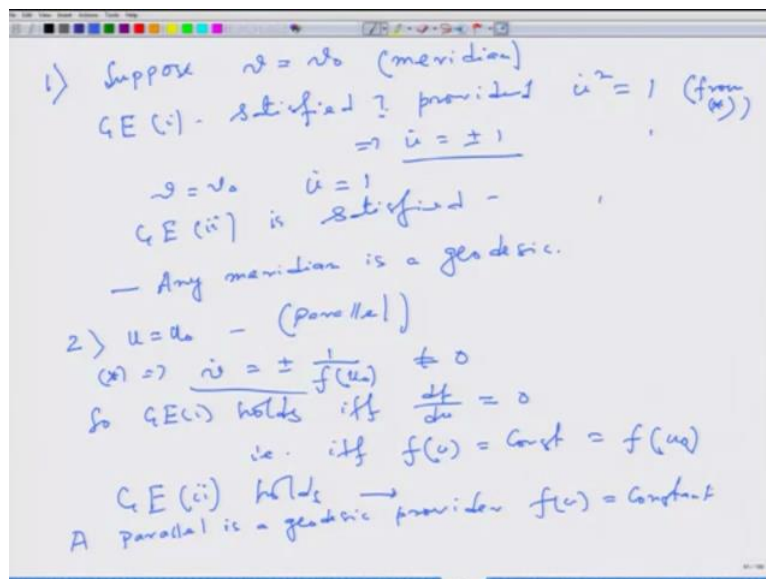 1) Suppose v = v₀ (meridian)
GE (i) - satisfied ? provided u̇² = 1 (from (*))
=> u̇ = ± 1
v = v₀ u̇ = 1
GE (ii) is satisfied -
— Any meridian is a geodesic.
2) u = u₀ - (parallel)
(*) => v̇ = ± 1/f(u₀) ≠ 0
So GE(i) holds iff df/du = 0
i.e. iff f(u) = Const = f(u₀)
GE (ii) holds →
A parallel is a geodesic provides f(u) = Constant